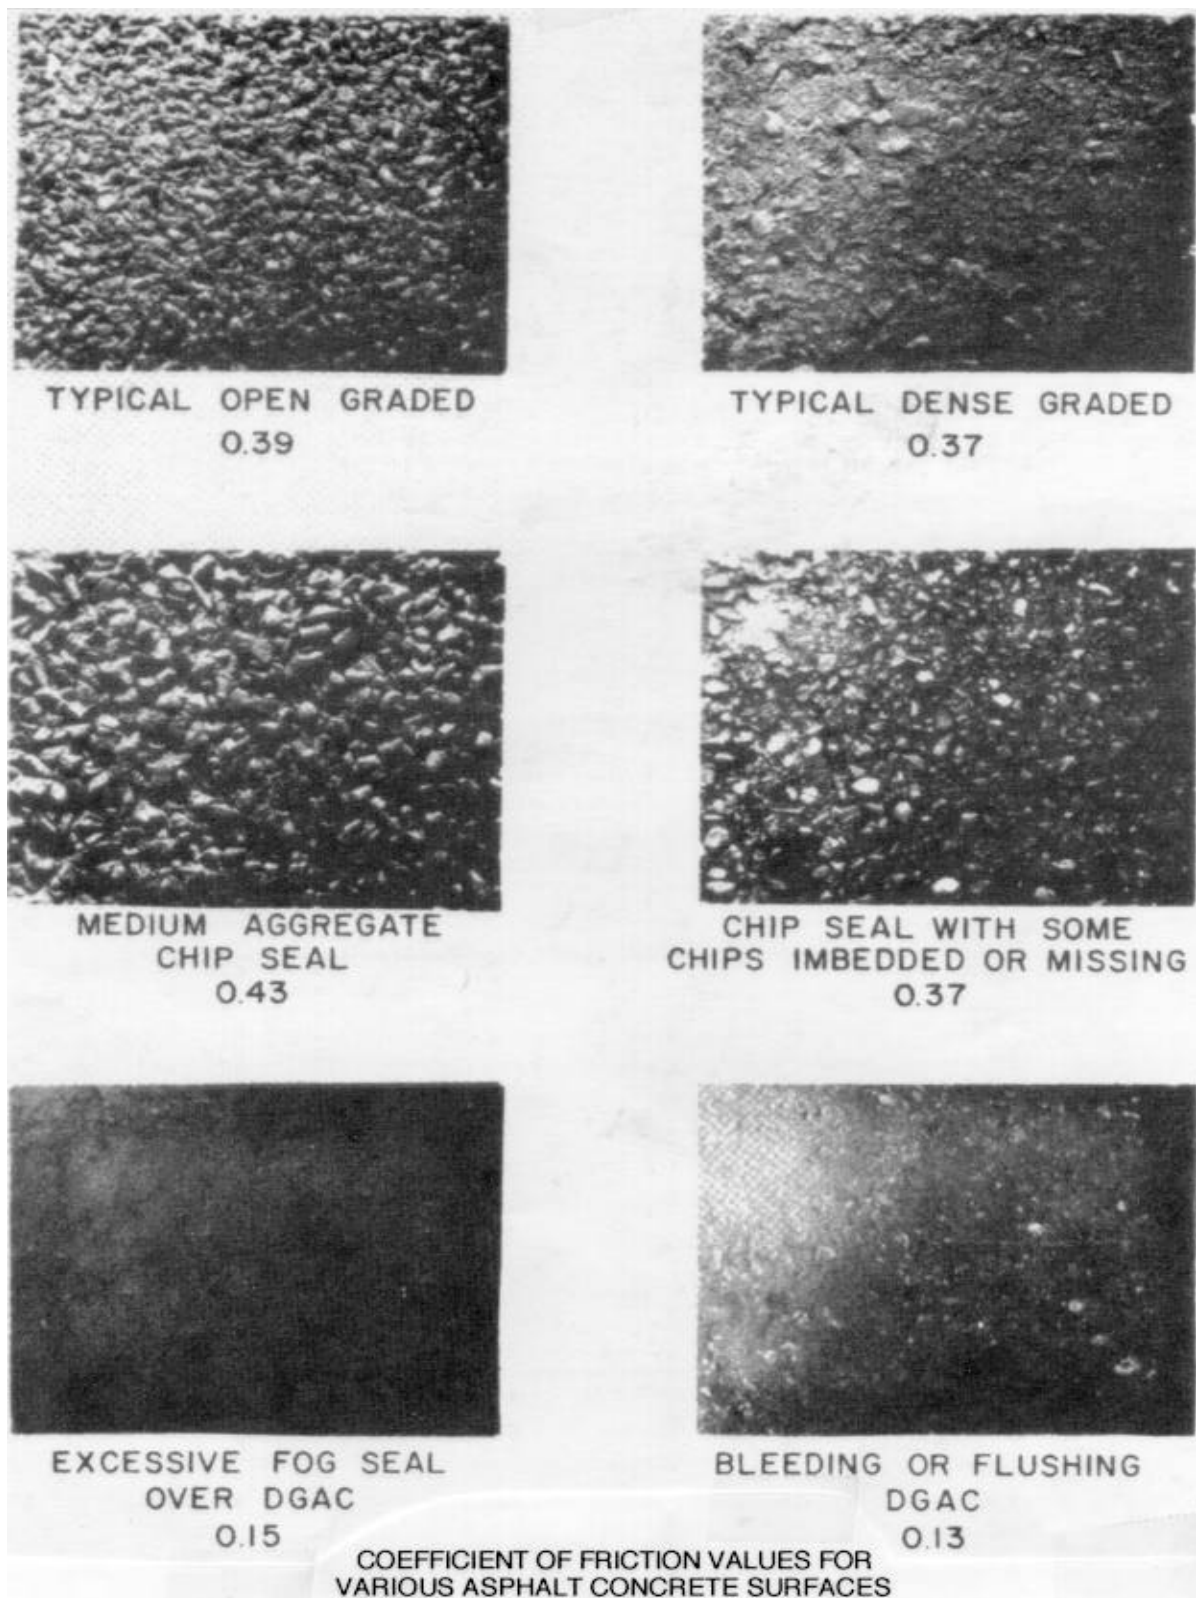 TYPICAL OPEN GRADED
0.39
TYPICAL DENSE GRADED
0.37
MEDIUM AGGREGATE
CHIP SEAL
0.43
CHIP SEAL WITH SOME
CHIPS IMBEDDED OR MISSING
0.37
EXCESSIVE FOG SEAL
OVER DGAC
0.15
BLEEDING OR FLUSHING
DGAC
0.13
COEFFICIENT OF FRICTION VALUES FOR
VARIOUS ASPHALT CONCRETE SURFACES